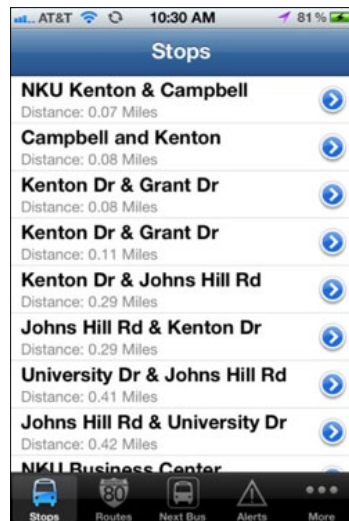 AT&T 10:30 AM 81%
Stops
NKU Kenton & Campbell
Distance: 0.07 Miles
Campbell and Kenton
Distance: 0.08 Miles
Kenton Dr & Grant Dr
Distance: 0.08 Miles
Kenton Dr & Grant Dr
Distance: 0.11 Miles
Kenton Dr & Johns Hill Rd
Distance: 0.29 Miles
Johns Hill Rd & Kenton Dr
Distance: 0.29 Miles
University Dr & Johns Hill Rd
Distance: 0.41 Miles
Johns Hill Rd & University Dr
Distance: 0.42 Miles
NKU Business Center
80
Stops Routes Next Bus Alerts More